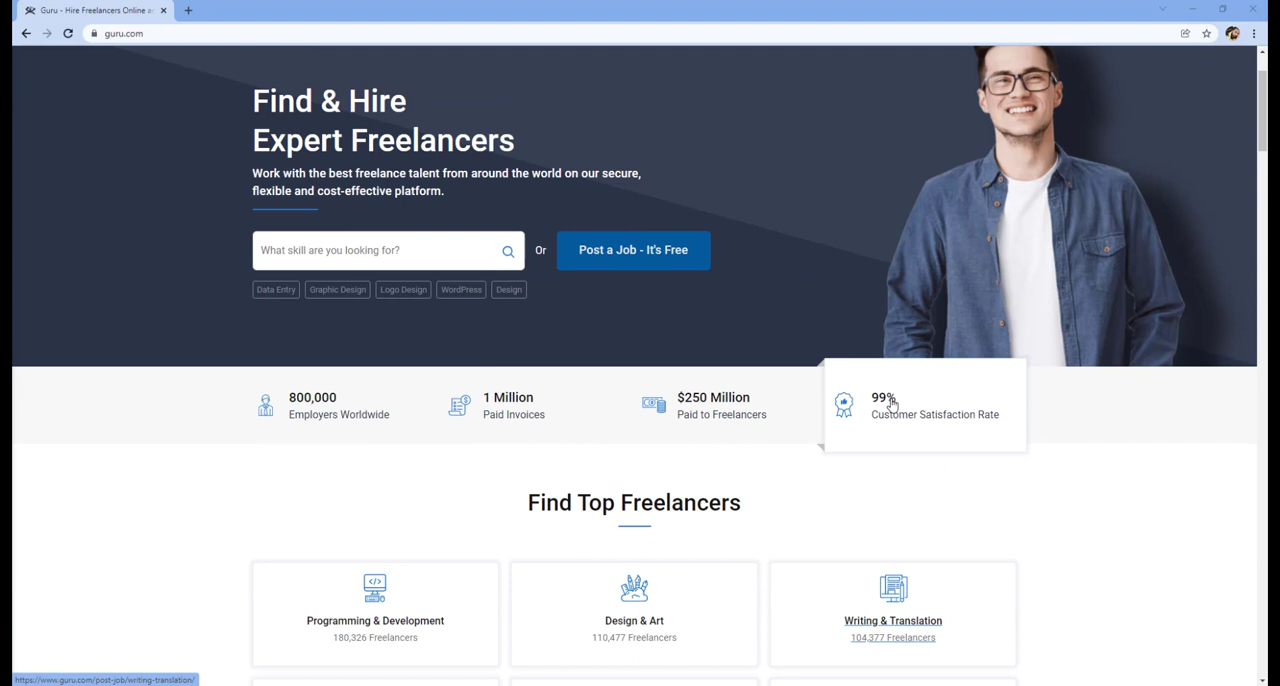 Guru - Hire Freelancers Online a
guru.com
Find & Hire
Expert Freelancers
Work with the best freelance talent from around the world on our secure,
flexible and cost-effective platform.
What skill are you looking for?
Or
Post a Job - It's Free
Data Entry
Graphic Design
Logo Design
WordPress
Design
800,000
Employers Worldwide
1 Million
Paid Invoices
$250 Million
Paid to Freelancers
99%
Customer Satisfaction Rate
Find Top Freelancers
Programming & Development
180,326 Freelancers
Design & Art
110,477 Freelancers
Writing & Translation
104,377 Freelancers
https://www.guru.com/post-job/writing-translation/